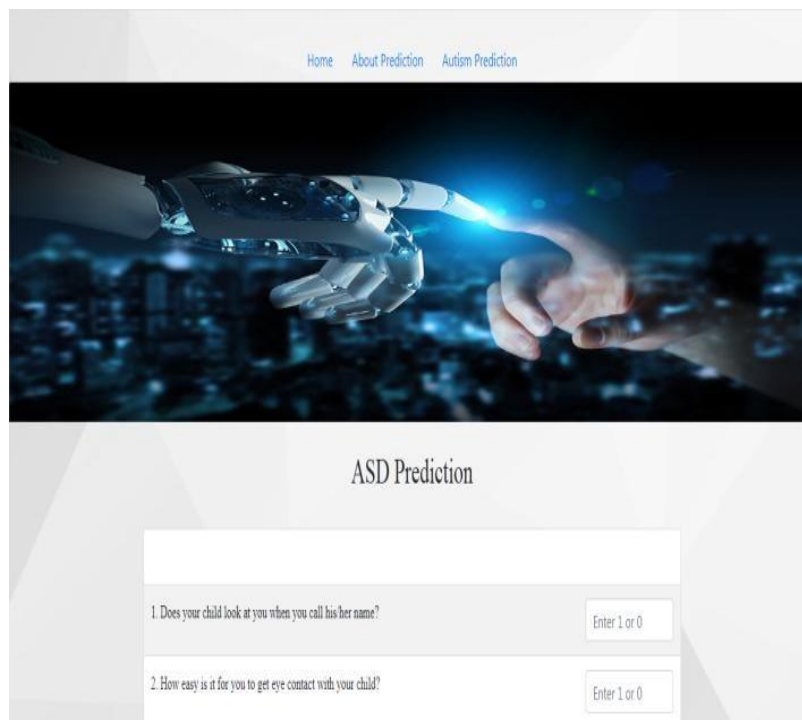 Home About Prediction Autism Prediction
ASD Prediction
1. Does your child look at you when you call his/her name?
Enter 1 or 0
2. How easy is it for you to get eye contact with your child?
Enter 1 or 0